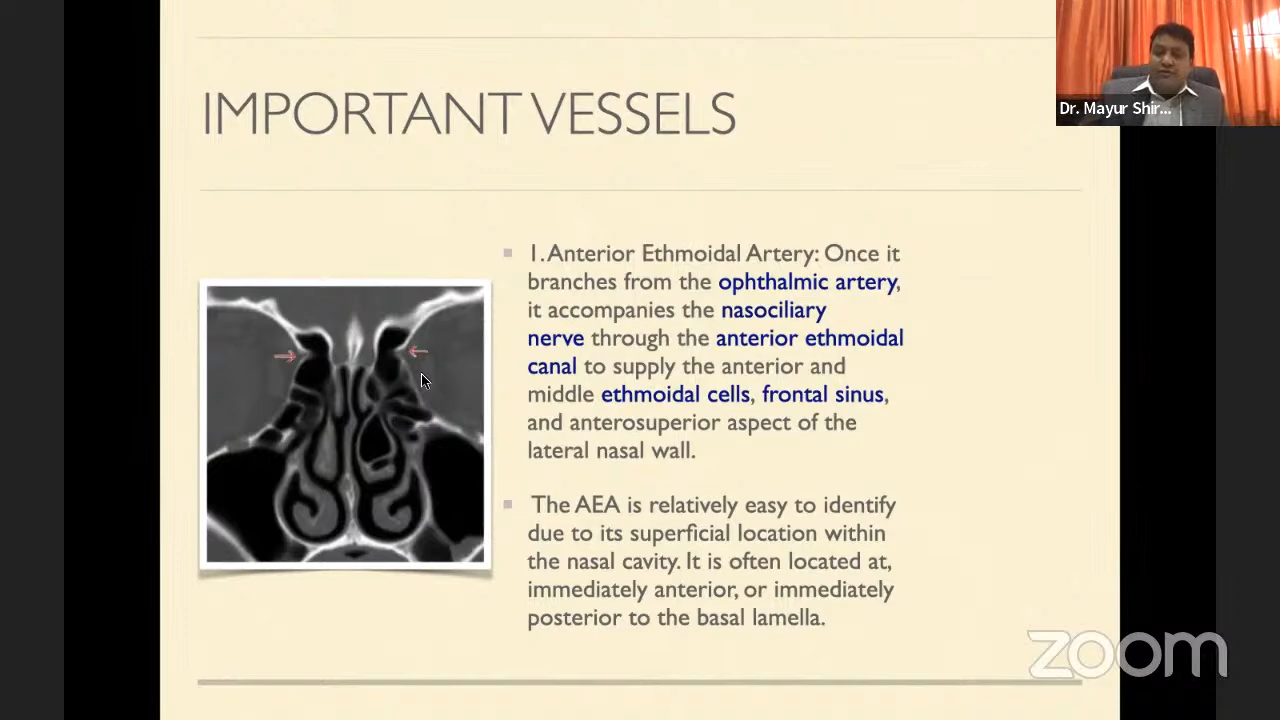 IMPORTANT VESSELS
Dr. Mayur Shir...
1. Anterior Ethmoidal Artery: Once it
branches from the ophthalmic artery,
it accompanies the nasociliary
nerve through the anterior ethmoidal
canal to supply the anterior and
middle ethmoidal cells, frontal sinus,
and anterosuperior aspect of the
lateral nasal wall.
The AEA is relatively easy to identify
due to its superficial location within
the nasal cavity. It is often located at,
immediately anterior, or immediately
posterior to the basal lamella.
zoom